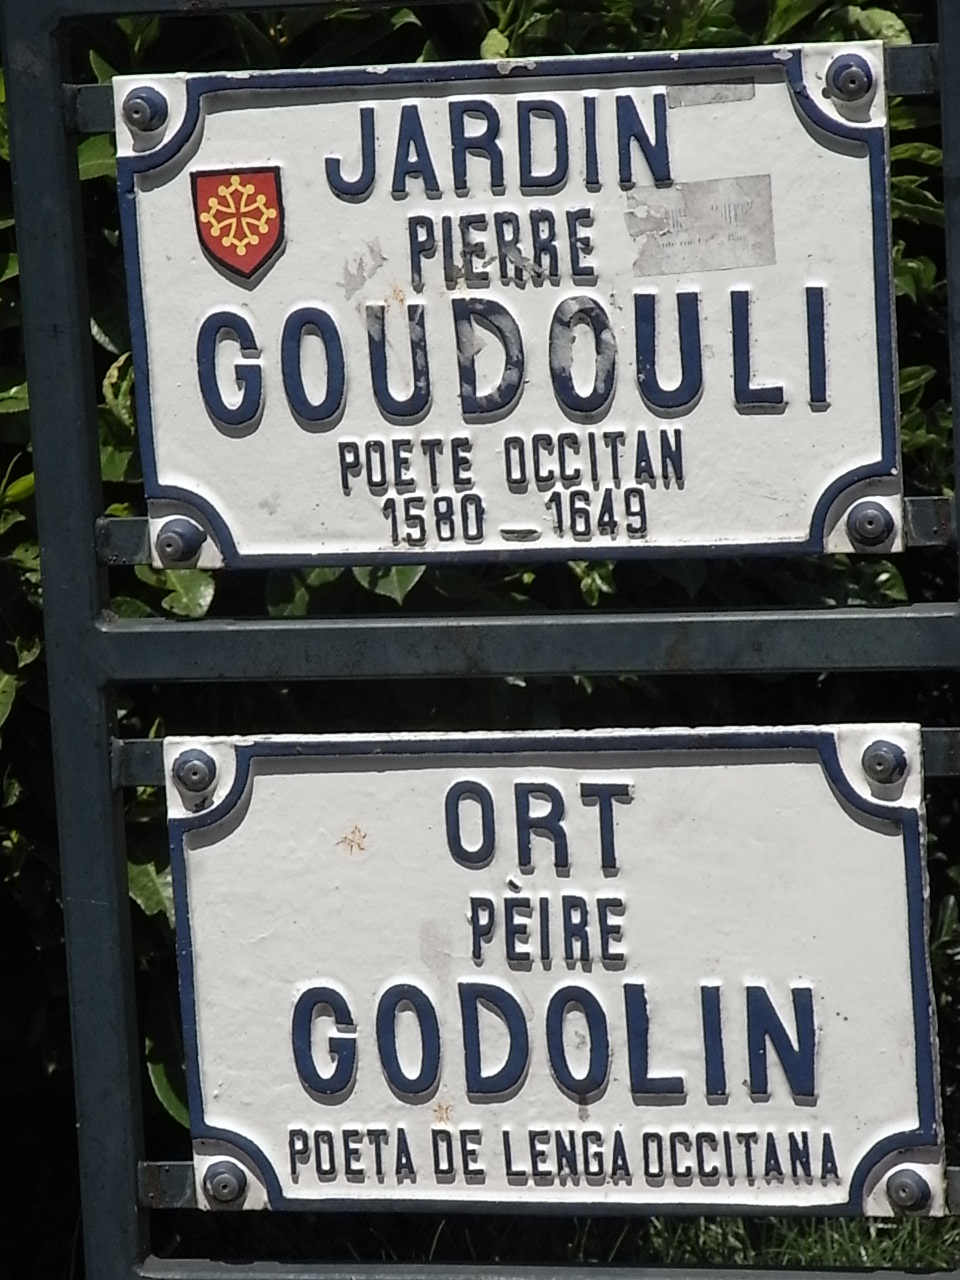 JARDIN
PIERRE
GOUDOULI
POETE OCCITAN
1580 _ 1649
ORT
PÈIRE
GODOLIN
POETA DE LENGA OCCITANA